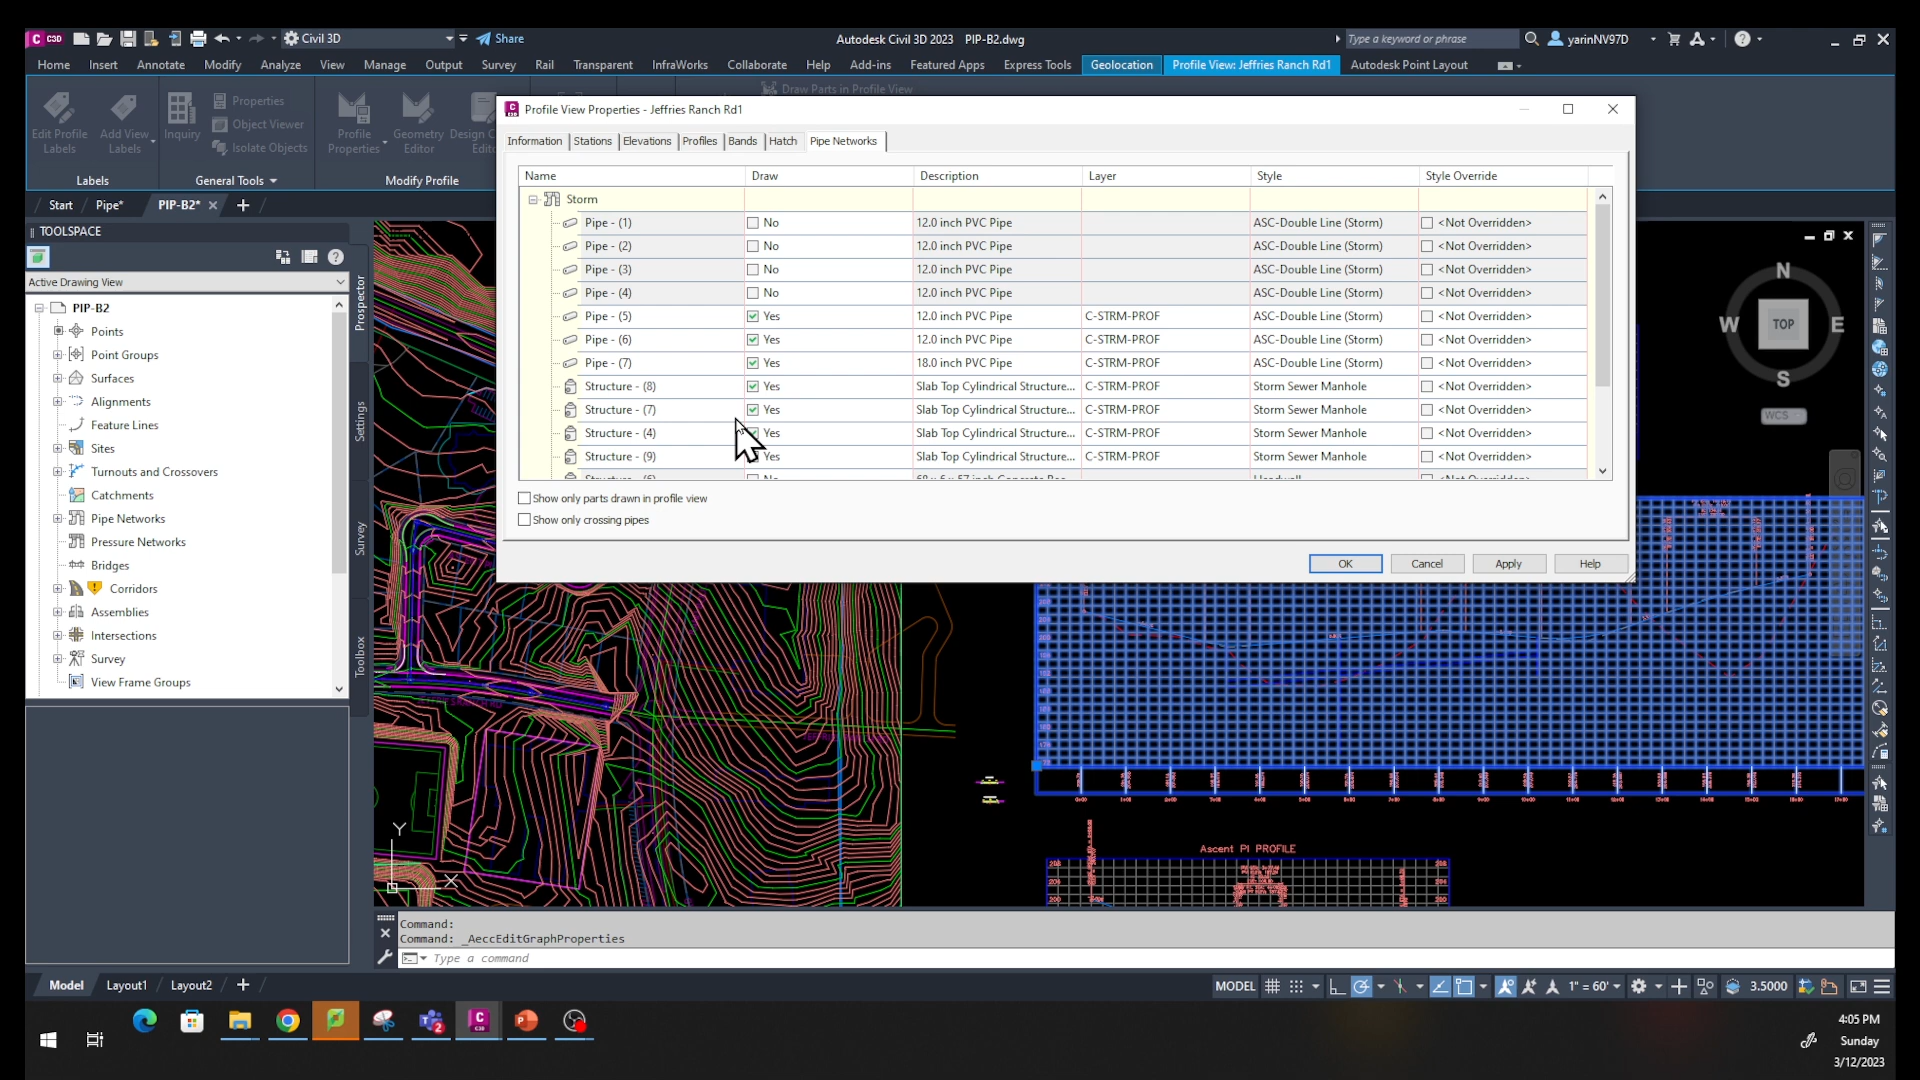 C3D
Civil 3D
Share
Autodesk Civil 3D 2023 PIP-B2.dwg
Type a keyword or phrase
yarinNV97D
Home Insert Annotate Modify Analyze View Manage Output Survey Rail Transparent InfraWorks Collaborate Help Add-ins Featured Apps Express Tools Geolocation Profile View: Jeffries Ranch Rd1 Autodesk Point Layout
Draw Parts in Profile View
Edit Profile Labels
Add View Labels
Inquiry
Properties
Object Viewer
Isolate Objects
Profile Properties
Geometry Editor
Labels
General Tools
Modify Profile
Start Pipe* PIP-B2*
Profile View Properties - Jeffries Ranch Rd1
Information Stations Elevations Profiles Bands Hatch Pipe Networks
Name Draw Description Layer Style Style Override
Storm
Pipe - (1) No 12.0 inch PVC Pipe ASC-Double Line (Storm) <Not Overridden>
Pipe - (2) No 12.0 inch PVC Pipe ASC-Double Line (Storm) <Not Overridden>
Pipe - (3) No 12.0 inch PVC Pipe ASC-Double Line (Storm) <Not Overridden>
Pipe - (4) No 12.0 inch PVC Pipe ASC-Double Line (Storm) <Not Overridden>
Pipe - (5) Yes 12.0 inch PVC Pipe C-STRM-PROF ASC-Double Line (Storm) <Not Overridden>
Pipe - (6) Yes 12.0 inch PVC Pipe C-STRM-PROF ASC-Double Line (Storm) <Not Overridden>
Pipe - (7) Yes 18.0 inch PVC Pipe C-STRM-PROF ASC-Double Line (Storm) <Not Overridden>
Structure - (8) Yes Slab Top Cylindrical Structure... C-STRM-PROF Storm Sewer Manhole <Not Overridden>
Structure - (7) Yes Slab Top Cylindrical Structure... C-STRM-PROF Storm Sewer Manhole <Not Overridden>
Structure - (4) Yes Slab Top Cylindrical Structure... C-STRM-PROF Storm Sewer Manhole <Not Overridden>
Structure - (9) Yes Slab Top Cylindrical Structure... C-STRM-PROF Storm Sewer Manhole <Not Overridden>
Show only parts drawn in profile view
Show only crossing pipes
OK Cancel Apply Help
TOOLSPACE
Active Drawing View
PIP-B2
Points
Point Groups
Surfaces
Alignments
Feature Lines
Sites
Turnouts and Crossovers
Catchments
Pipe Networks
Pressure Networks
Bridges
Corridors
Assemblies
Intersections
Survey
View Frame Groups
Prospector
Settings
Survey
Toolbox
N
W TOP E
S
WCS
Y
X
Ascent PI PROFILE
Command:
Command: _AeccEditGraphProperties
Type a command
Model Layout1 Layout2
MODEL 1" = 60' 3.5000
4:05 PM
Sunday
3/12/2023